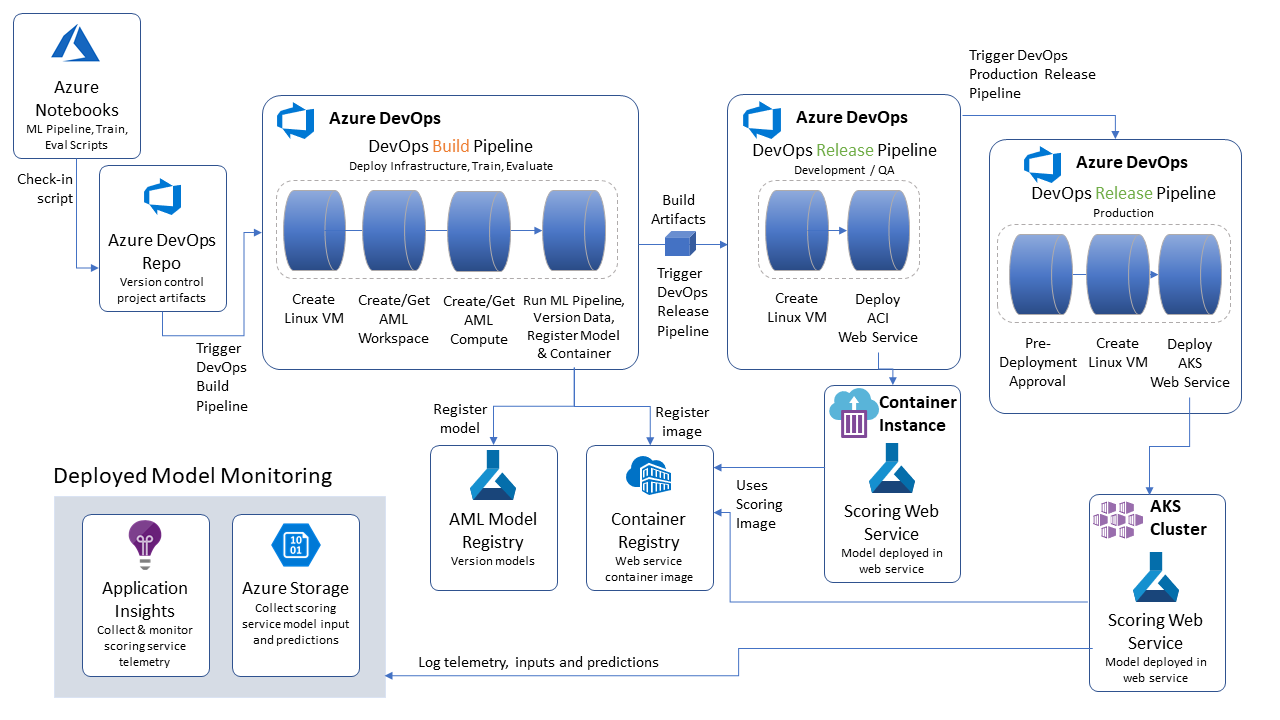 Azure
Notebooks
ML Pipeline, Train,
Eval Scripts
Check-in
script
Azure DevOps
Repo
Version control
project artifacts
Trigger
DevOps
Build
Pipeline
Azure DevOps
DevOps Build Pipeline
Deploy Infrastructure, Train, Evaluate
Create
Linux VM
Create/Get
AML
Workspace
Create/Get
AML
Compute
Run ML Pipeline,
Version Data,
Register Model
& Container
Build
Artifacts
Trigger
DevOps
Release
Pipeline
Azure DevOps
DevOps Release Pipeline
Development / QA
Create
Linux VM
Deploy
ACI
Web Service
Trigger DevOps
Production Release
Pipeline
Azure DevOps
DevOps Release Pipeline
Production
Pre-
Deployment
Approval
Create
Linux VM
Deploy
AKS
Web Service
Register
model
Register
image
AML Model
Registry
Version models
Container
Registry
Web service
container image
Uses
Scoring
Image
Container
Instance
Scoring Web
Service
Model deployed in
web service
AKS
Cluster
Scoring Web
Service
Model deployed in
web service
Deployed Model Monitoring
Application
Insights
Collect & monitor
scoring service
telemetry
10
01
Azure Storage
Collect scoring
service model input
and predictions
Log telemetry, inputs and predictions